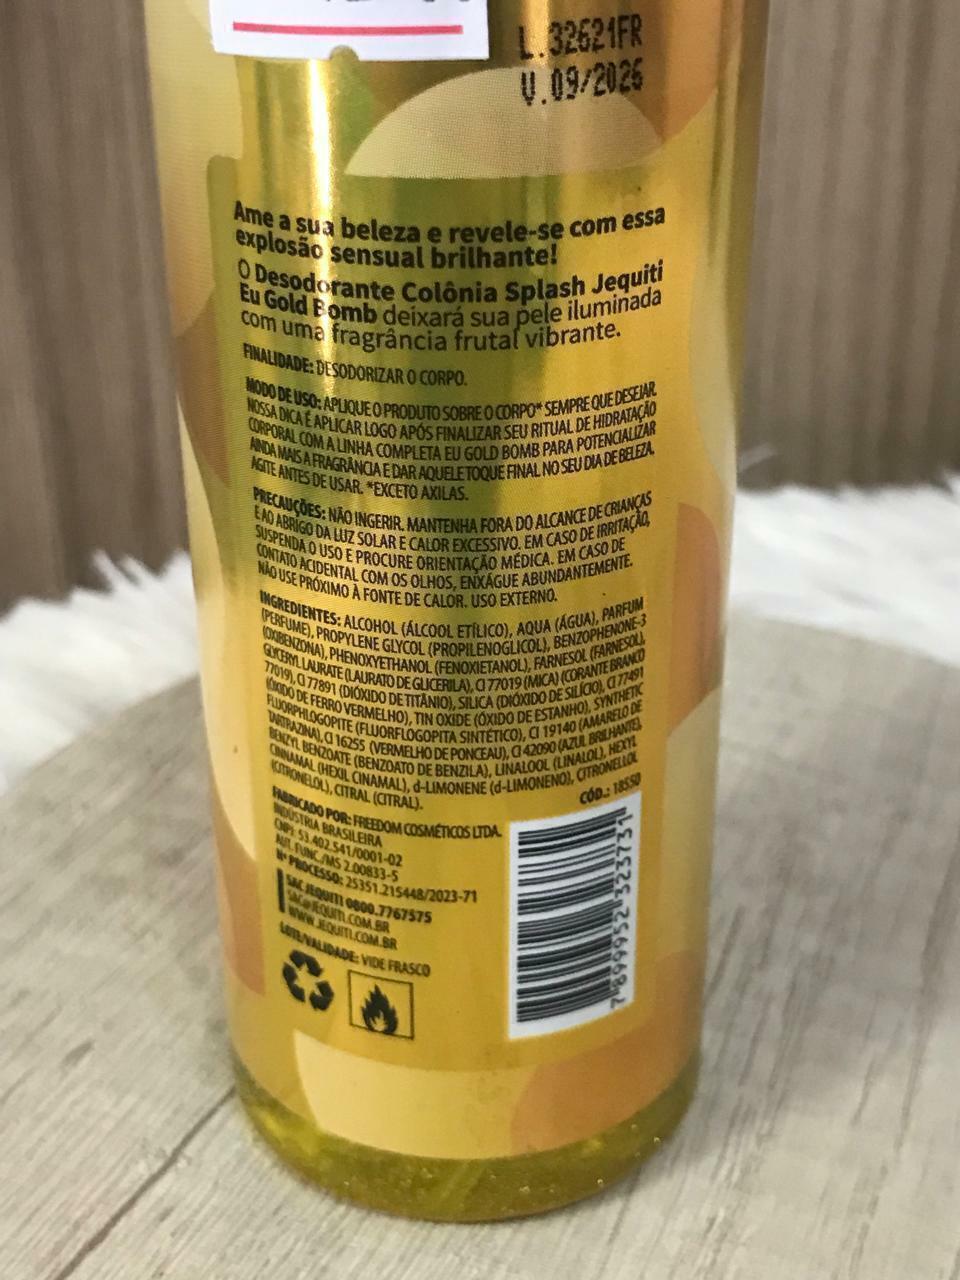 L.32621FR
V.09/2026
Ame a sua beleza e revele-se com essa
explosão sensual brilhante!
O Desodorante Colônia Splash Jequiti
Eu Gold Bomb deixará sua pele iluminada
com uma fragrância frutal vibrante.
FINALIDADE: DESODORIZAR O CORPO.
MODO DE USO: APLIQUE O PRODUTO SOBRE O CORPO* SEMPRE QUE DESEJAR.
NOSSA DICA É APLICAR LOGO APÓS FINALIZAR SEU RITUAL DE HIDRATAÇÃO
CORPORAL COM A LINHA COMPLETA EU GOLD BOMB PARA POTENCIALIZAR
AINDA MAIS A FRAGRÂNCIA E DAR AQUELE TOQUE FINAL NO SEU DIA DE BELEZA.
AGITE ANTES DE USAR. *EXCETO AXILAS.
PRECAUÇÕES: NÃO INGERIR. MANTENHA FORA DO ALCANCE DE CRIANÇAS
E AO ABRIGO DA LUZ SOLAR E CALOR EXCESSIVO. EM CASO DE IRRITAÇÃO,
SUSPENDA O USO E PROCURE ORIENTAÇÃO MÉDICA. EM CASO DE
CONTATO ACIDENTAL COM OS OLHOS, ENXÁGUE ABUNDANTEMENTE.
NÃO USE PRÓXIMO À FONTE DE CALOR. USO EXTERNO.
INGREDIENTES: ALCOHOL (ÁLCOOL ETÍLICO), AQUA (ÁGUA), PARFUM
(PERFUME), PROPYLENE GLYCOL (PROPILENOGLICOL), BENZOPHENONE-3
(OXIBENZONA), PHENOXYETHANOL (FENOXIETANOL), FARNESOL (FARNESOL),
GLYCERYL LAURATE (LAURATO DE GLICERILA), CI 77019 (MICA) (CORANTE BRANCO
77019), CI 77891 (DIÓXIDO DE TITÂNIO), SILICA (DIÓXIDO DE SILÍCIO), CI 77491
(ÓXIDO DE FERRO VERMELHO), TIN OXIDE (ÓXIDO DE ESTANHO), SYNTHETIC
FLUORPHLOGOPITE (FLUORFLOGOPITA SINTÉTICO), CI 19140 (AMARELO DE
TARTRAZINA), CI 16255 (VERMELHO DE PONCEAU), CI 42090 (AZUL BRILHANTE),
BENZYL BENZOATE (BENZOATO DE BENZILA), LINALOOL (LINALOL), HEXYL
CINNAMAL (HEXIL CINAMAL), d-LIMONENE (d-LIMONENO), CITRONELLOL
(CITRONELOL), CITRAL (CITRAL).
CÓD.: 18550
FABRICADO POR: FREEDOM COSMÉTICOS LTDA.
INDÚSTRIA BRASILEIRA
CNPJ: 53.402.541/0001-02
AUT. FUNC./MS 2.00833-5
Nº PROCESSO: 25351.215448/2023-71
SAC JEQUITI 0800.7767575
SAC@JEQUITI.COM.BR
WWW.JEQUITI.COM.BR
LOTE/VALIDADE: VIDE FRASCO
7 899952 323731